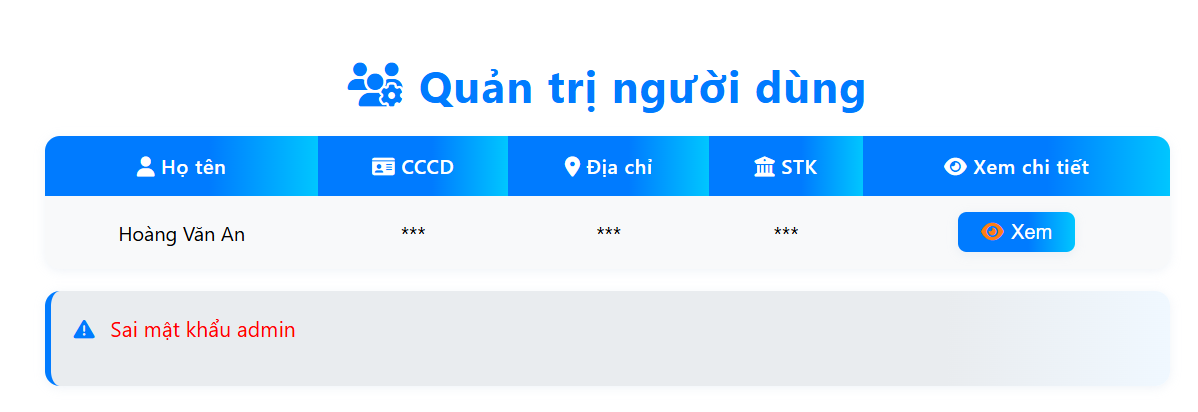 Quản trị người dùng
Họ tên CCCD Địa chỉ STK Xem chi tiết
Hoàng Văn An *** *** *** Xem
Sai mật khẩu admin